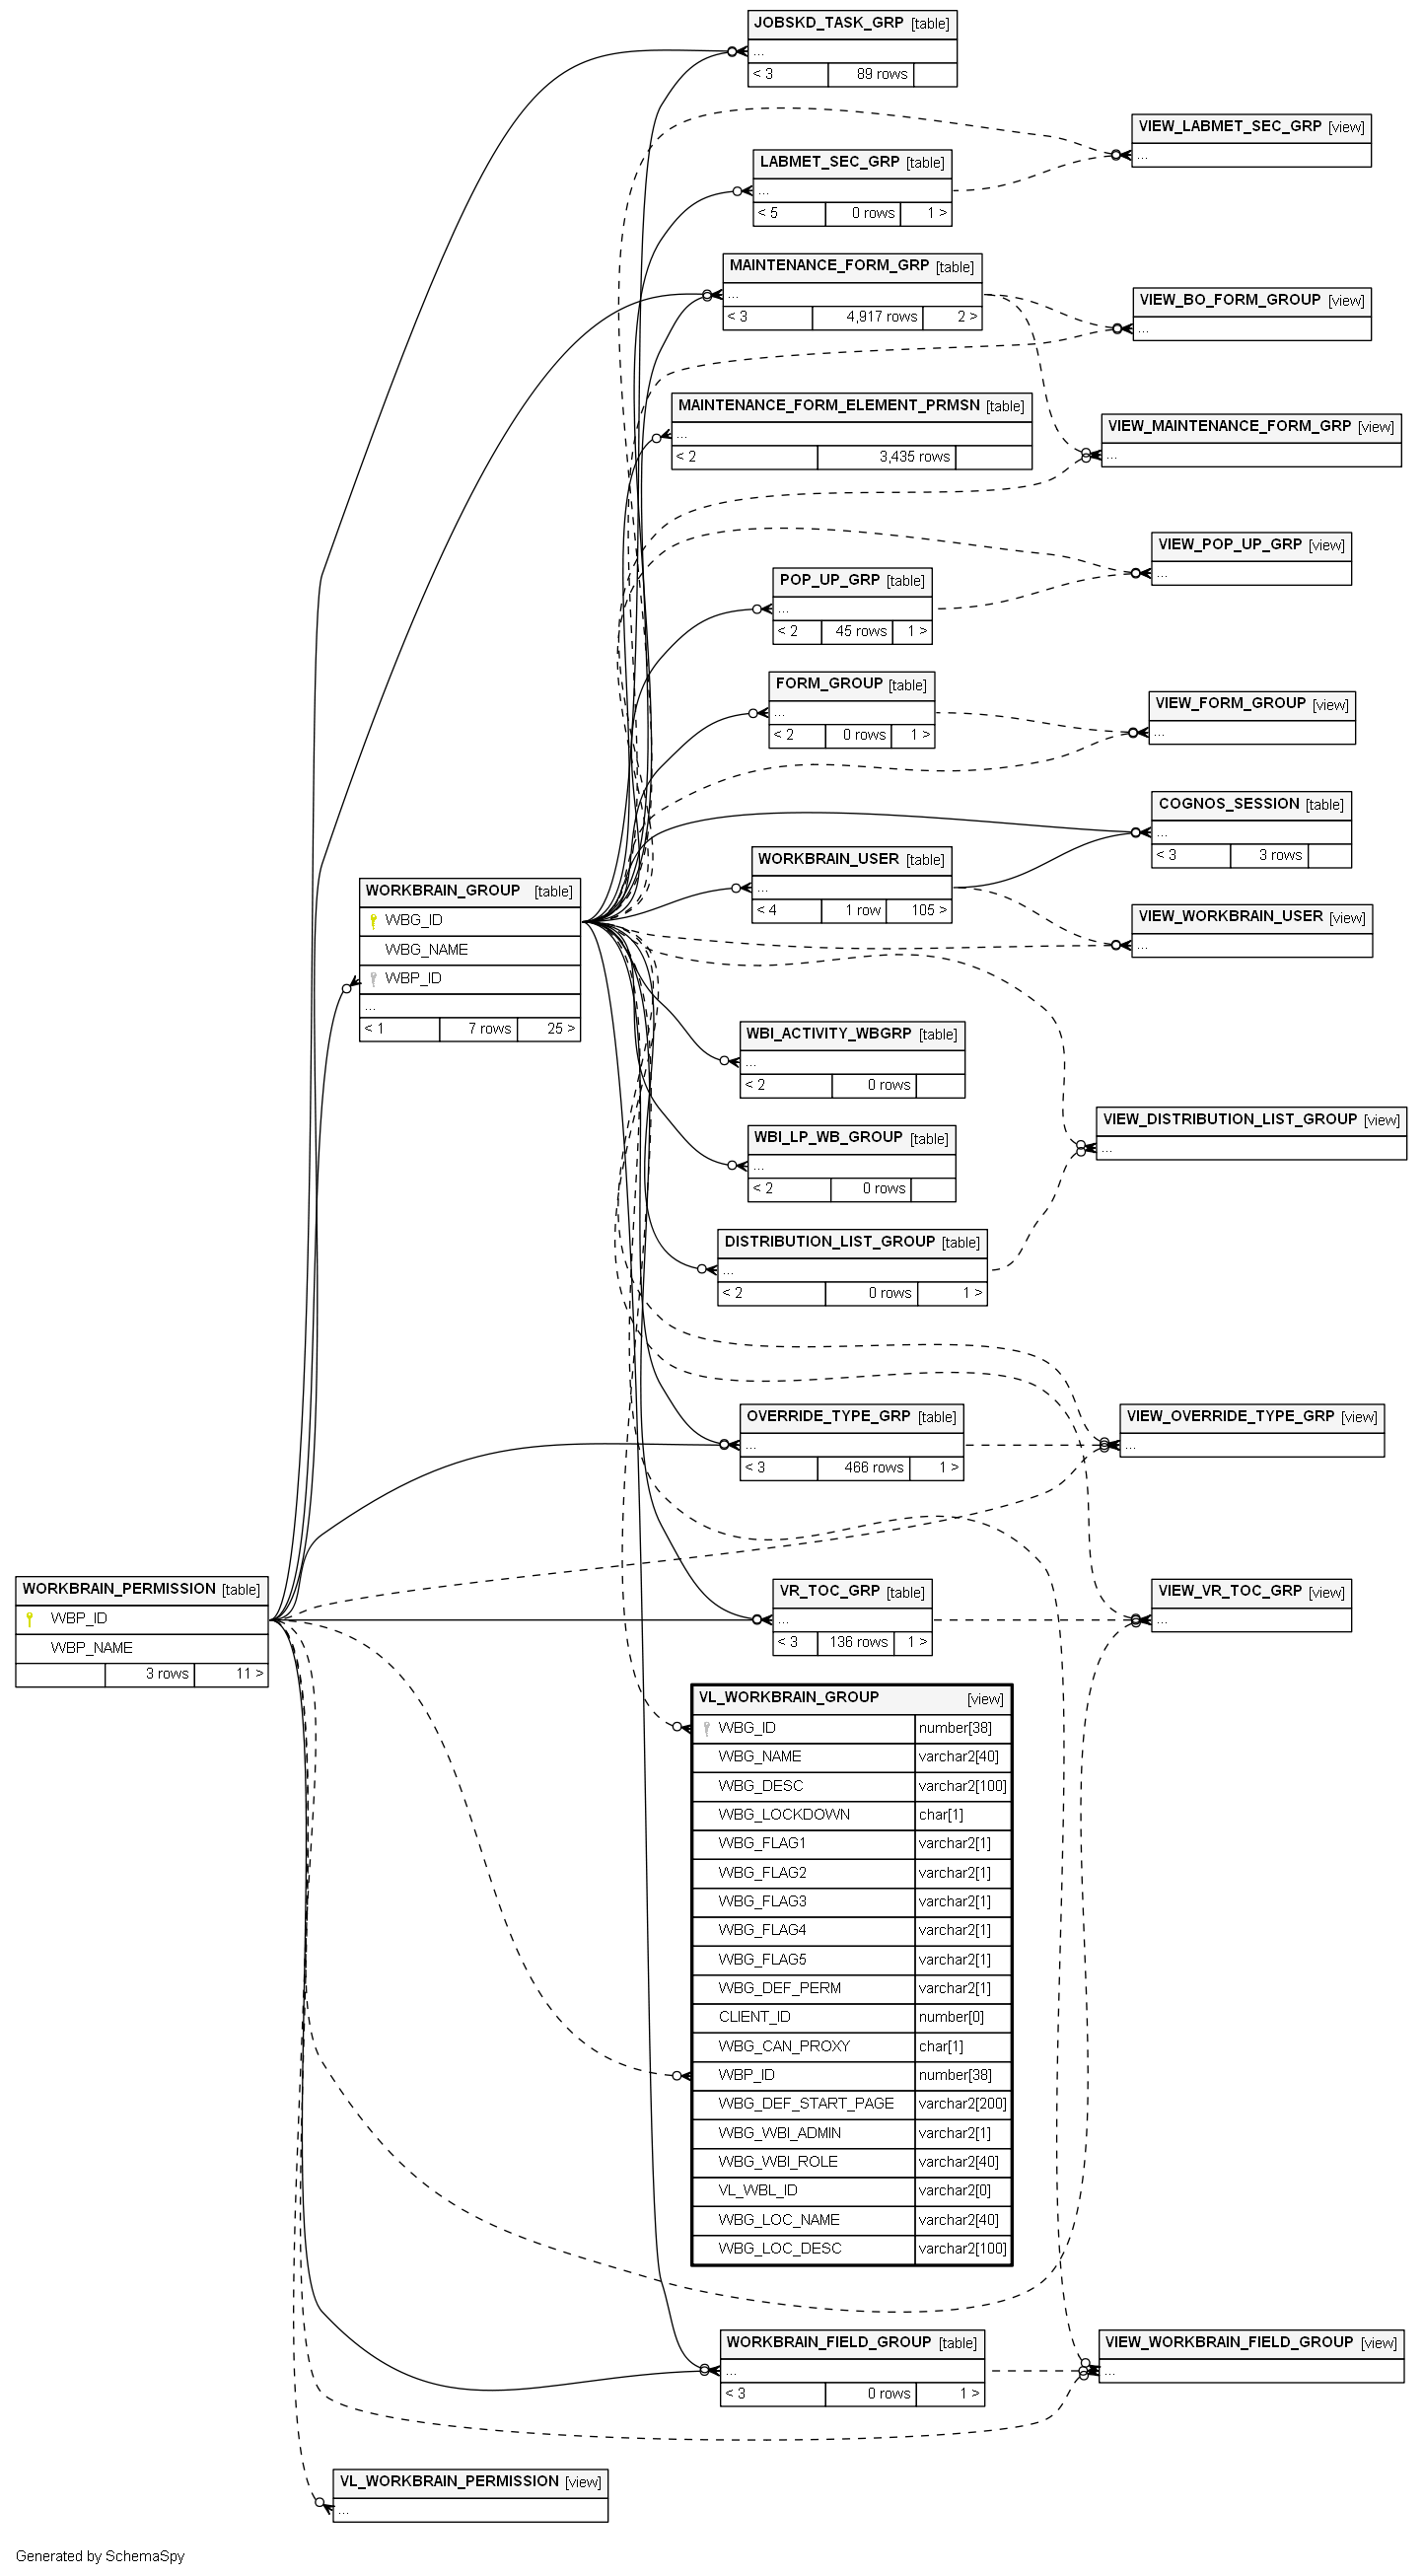 JOBSKD_TASK_GRP [table]
...
< 3 89 rows
VIEW_LABMET_SEC_GRP [view]
...
LABMET_SEC_GRP [table]
...
< 5 0 rows 1 >
MAINTENANCE_FORM_GRP [table]
...
< 3 4,917 rows 2 >
VIEW_BO_FORM_GROUP [view]
...
MAINTENANCE_FORM_ELEMENT_PRMSN [table]
...
< 2 3,435 rows
VIEW_MAINTENANCE_FORM_GRP [view]
...
VIEW_POP_UP_GRP [view]
...
POP_UP_GRP [table]
...
< 2 45 rows 1 >
FORM_GROUP [table]
...
< 2 0 rows 1 >
VIEW_FORM_GROUP [view]
...
COGNOS_SESSION [table]
...
< 3 3 rows
WORKBRAIN_USER [table]
...
< 4 1 row 105 >
WORKBRAIN_GROUP [table]
WBG_ID
WBG_NAME
WBP_ID
...
< 1 7 rows 25 >
VIEW_WORKBRAIN_USER [view]
...
WBI_ACTIVITY_WBGRP [table]
...
< 2 0 rows
VIEW_DISTRIBUTION_LIST_GROUP [view]
...
WBI_LP_WB_GROUP [table]
...
< 2 0 rows
DISTRIBUTION_LIST_GROUP [table]
...
< 2 0 rows 1 >
OVERRIDE_TYPE_GRP [table]
...
< 3 466 rows 1 >
VIEW_OVERRIDE_TYPE_GRP [view]
...
WORKBRAIN_PERMISSION [table]
WBP_ID
WBP_NAME
3 rows 11 >
VR_TOC_GRP [table]
...
< 3 136 rows 1 >
VIEW_VR_TOC_GRP [view]
...
VL_WORKBRAIN_GROUP [view]
WBG_ID number[38]
WBG_NAME varchar2[40]
WBG_DESC varchar2[100]
WBG_LOCKDOWN char[1]
WBG_FLAG1 varchar2[1]
WBG_FLAG2 varchar2[1]
WBG_FLAG3 varchar2[1]
WBG_FLAG4 varchar2[1]
WBG_FLAG5 varchar2[1]
WBG_DEF_PERM varchar2[1]
CLIENT_ID number[0]
WBG_CAN_PROXY char[1]
WBP_ID number[38]
WBG_DEF_START_PAGE varchar2[200]
WBG_WBI_ADMIN varchar2[1]
WBG_WBI_ROLE varchar2[40]
VL_WBL_ID varchar2[0]
WBG_LOC_NAME varchar2[40]
WBG_LOC_DESC varchar2[100]
WORKBRAIN_FIELD_GROUP [table]
...
< 3 0 rows 1 >
VIEW_WORKBRAIN_FIELD_GROUP [view]
...
VL_WORKBRAIN_PERMISSION [view]
...
Generated by SchemaSpy